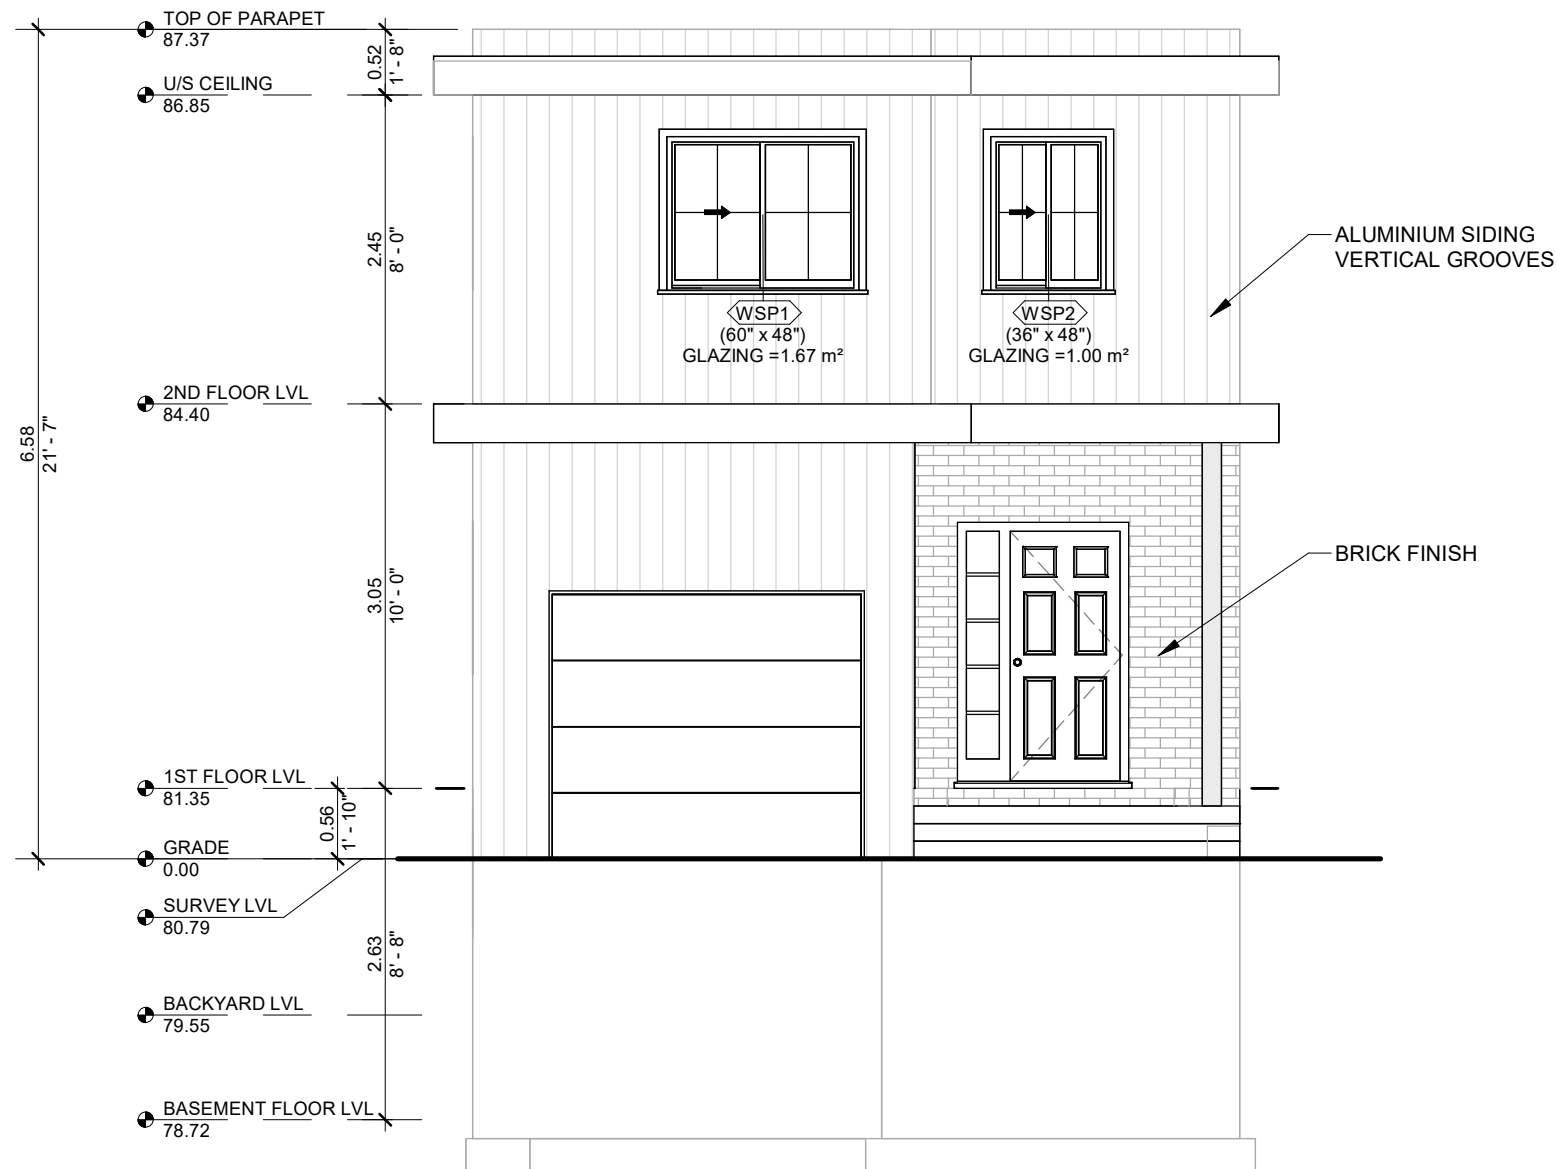 TOP OF PARAPET
87.37
0.52
1' - 8"
U/S CEILING
86.85
2.45
8' - 0"
WSP1
(60" x 48")
GLAZING =1.67 m²
WSP2
(36" x 48")
GLAZING =1.00 m²
ALUMINIUM SIDING
VERTICAL GROOVES
2ND FLOOR LVL
84.40
6.58
21' - 7"
3.05
10' - 0"
BRICK FINISH
1ST FLOOR LVL
81.35
0.56
1' - 10"
GRADE
0.00
SURVEY LVL
80.79
2.63
8' - 8"
BACKYARD LVL
79.55
BASEMENT FLOOR LVL
78.72